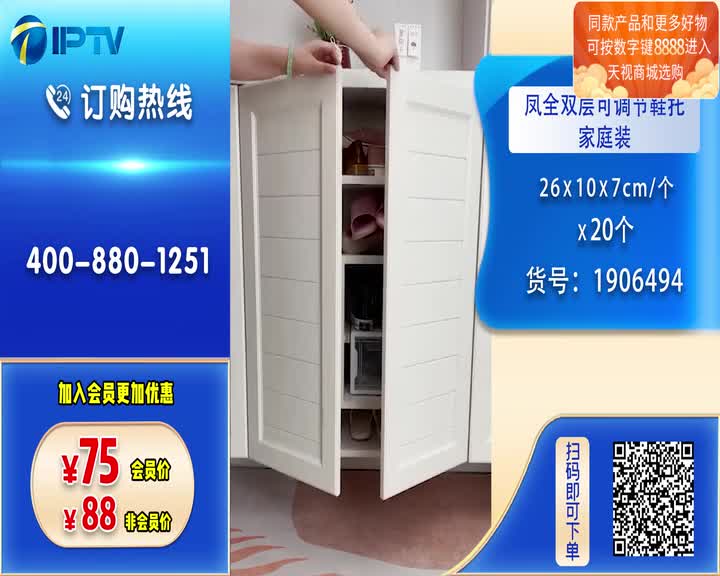 IPTV
24 订购热线
400-880-1251
加入会员更加优惠
¥75 会员价
¥88 非会员价
同款产品和更多好物
可按数字键8888进入
天视商城选购
凤全双层可调节鞋托
家庭装
26x10x7cm/个
x20个
货号：1906494
扫码即可下单